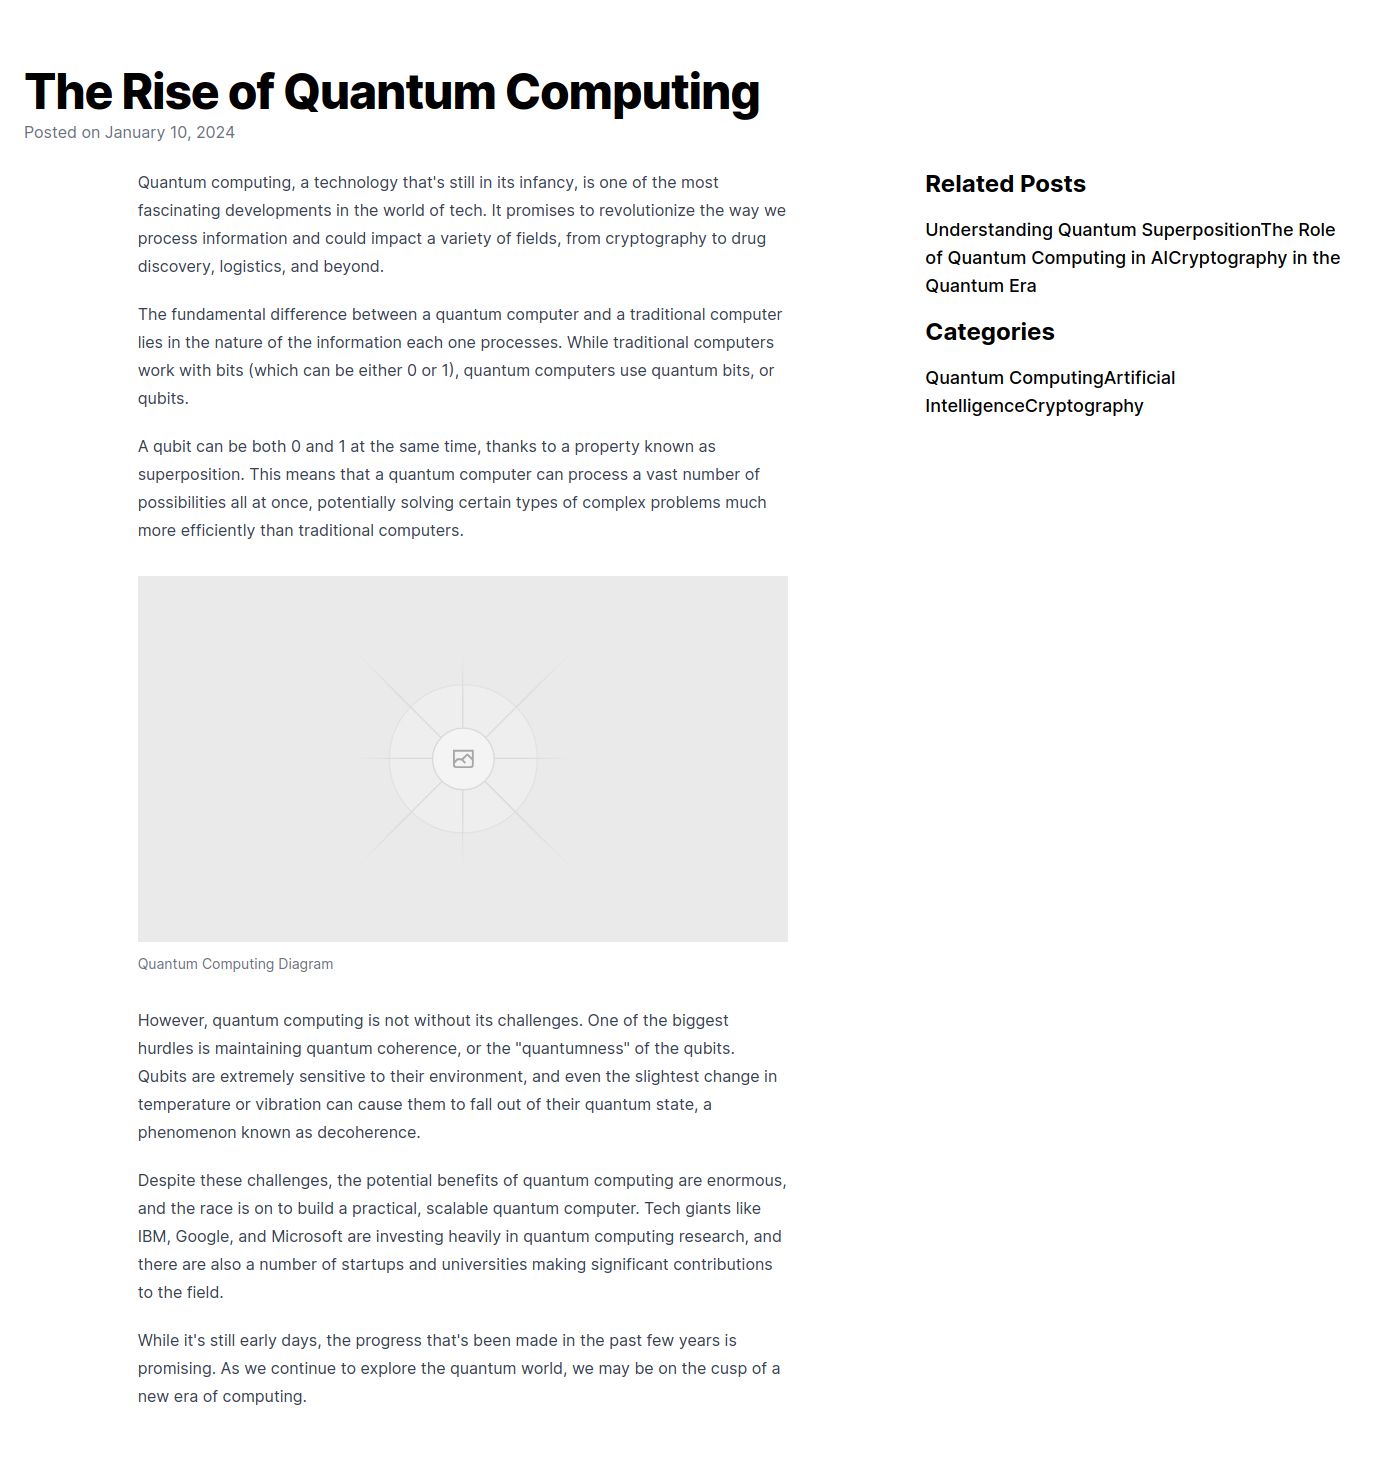 The Rise of Quantum Computing
Posted on January 10, 2024
Quantum computing, a technology that's still in its infancy, is one of the most
fascinating developments in the world of tech. It promises to revolutionize the way we
process information and could impact a variety of fields, from cryptography to drug
discovery, logistics, and beyond.
The fundamental difference between a quantum computer and a traditional computer
lies in the nature of the information each one processes. While traditional computers
work with bits (which can be either 0 or 1), quantum computers use quantum bits, or
qubits.
A qubit can be both 0 and 1 at the same time, thanks to a property known as
superposition. This means that a quantum computer can process a vast number of
possibilities all at once, potentially solving certain types of complex problems much
more efficiently than traditional computers.
Quantum Computing Diagram
However, quantum computing is not without its challenges. One of the biggest
hurdles is maintaining quantum coherence, or the "quantumness" of the qubits.
Qubits are extremely sensitive to their environment, and even the slightest change in
temperature or vibration can cause them to fall out of their quantum state, a
phenomenon known as decoherence.
Despite these challenges, the potential benefits of quantum computing are enormous,
and the race is on to build a practical, scalable quantum computer. Tech giants like
IBM, Google, and Microsoft are investing heavily in quantum computing research, and
there are also a number of startups and universities making significant contributions
to the field.
While it's still early days, the progress that's been made in the past few years is
promising. As we continue to explore the quantum world, we may be on the cusp of a
new era of computing.
Related Posts
Understanding Quantum SuperpositionThe Role
of Quantum Computing in AICryptography in the
Quantum Era
Categories
Quantum ComputingArtificial
IntelligenceCryptography